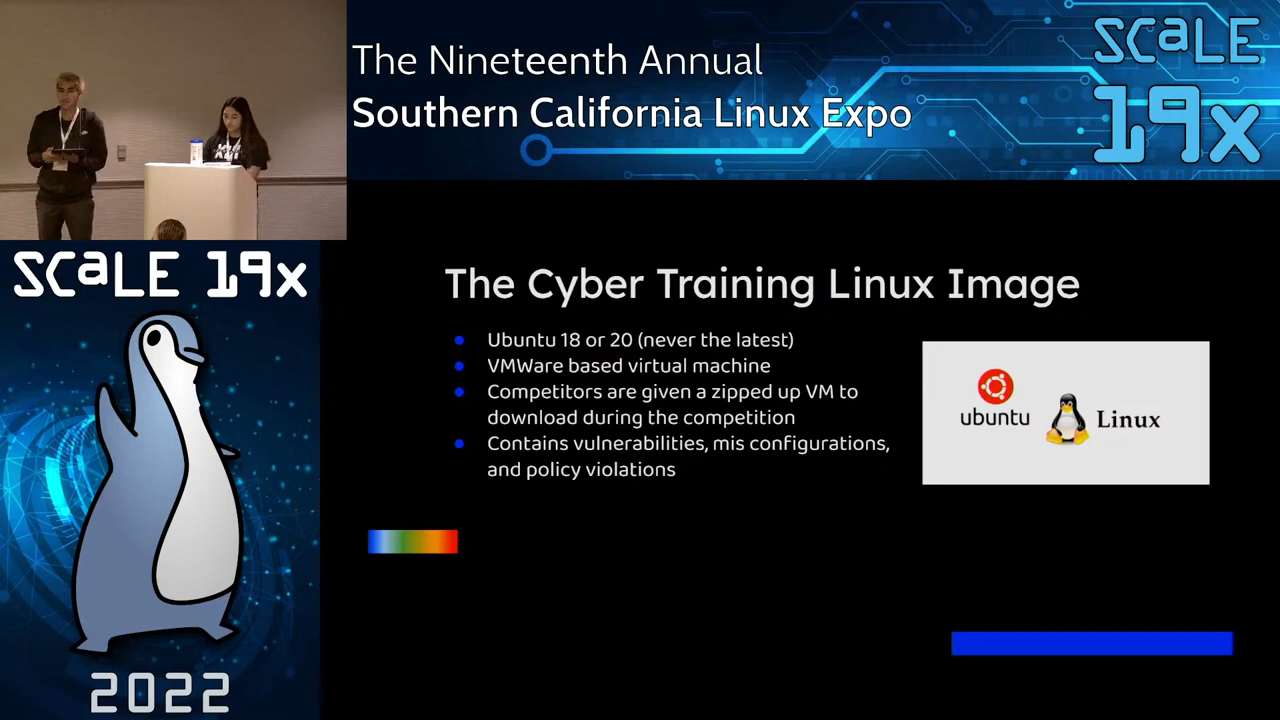 The Nineteenth Annual
Southern California Linux Expo
SCaLE
19x
SCaLE 19x
The Cyber Training Linux Image
Ubuntu 18 or 20 (never the latest)
VMWare based virtual machine
Competitors are given a zipped up VM to
download during the competition
Contains vulnerabilities, mis configurations,
and policy violations
ubuntu
Linux
2022